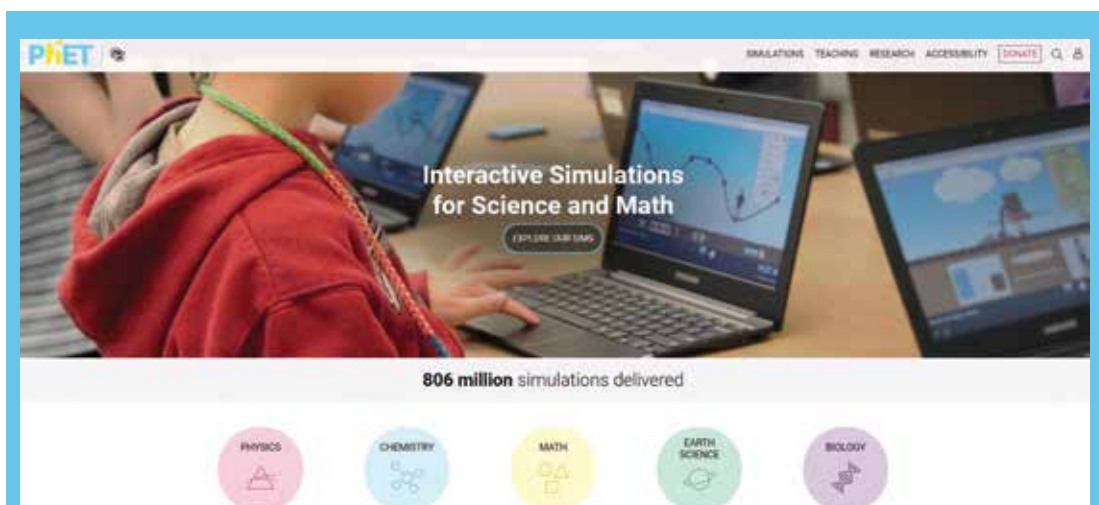 PhET
SIMULATIONS TEACHING RESEARCH ACCESSIBILITY DONATE
Interactive Simulations
for Science and Math
EXPLORE OUR SIMS
806 million simulations delivered
PHYSICS CHEMISTRY MATH EARTH SCIENCE BIOLOGY